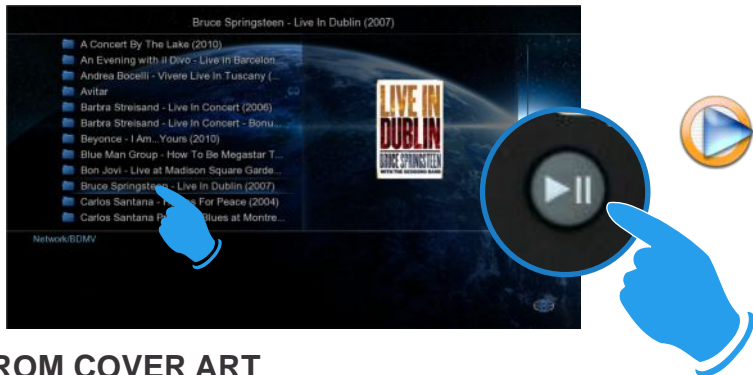 Bruce Springsteen - Live In Dublin (2007)
A Concert By The Lake (2010)
An Evening with il Divo - Live in Barcelon...
Andrea Bocelli - Vivere Live In Tuscany (...
Avitar
Barbra Streisand - Live In Concert (2006)
Barbra Streisand - Live In Concert - Bonu...
Beyonce - I Am...Yours (2010)
Blue Man Group - How To Be Megastar T...
Bon Jovi - Live at Madison Square Garde...
Bruce Springsteen - Live In Dublin (2007)
Carlos Santana - For Peace (2004)
Carlos Santana Blues at Montre...
Network/BDMV
LIVE IN
DUBLIN
BRUCE SPRINGSTEEN
WITH THE SESSIONS BAND
ROM COVER ART